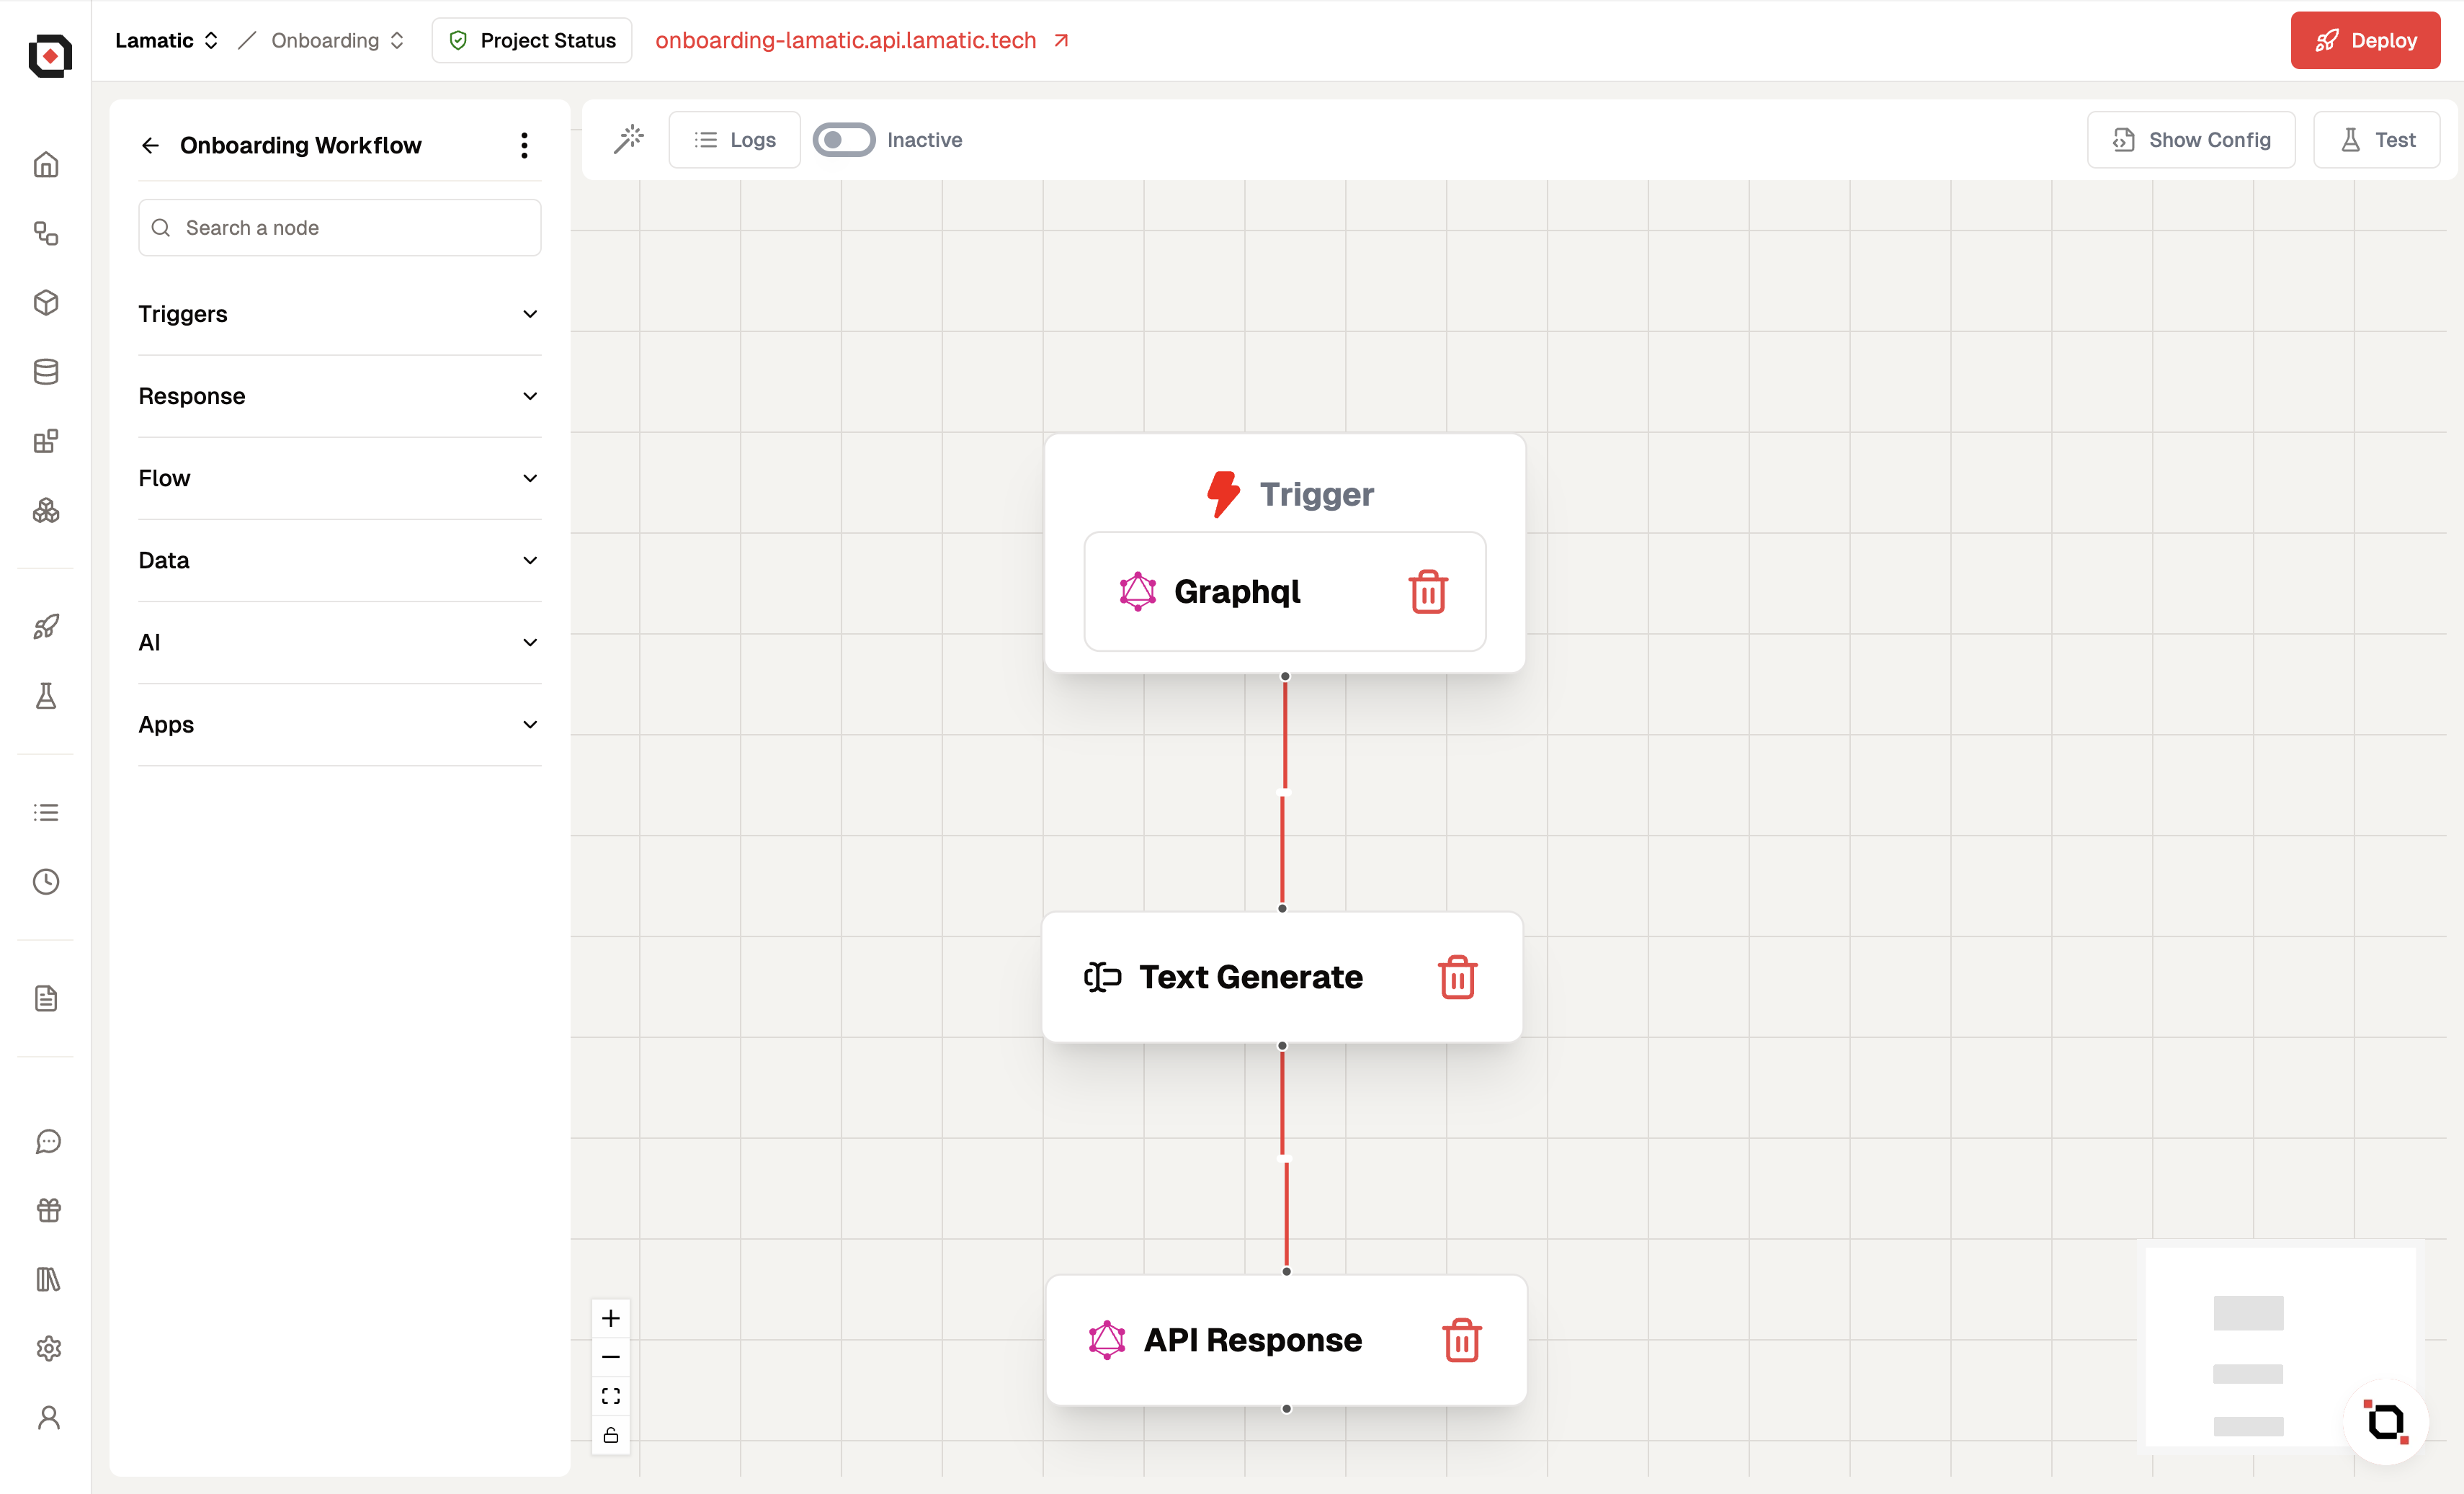 Lamatic
Onboarding
Project Status
onboarding-lamatic.api.lamatic.tech
Deploy
Onboarding Workflow
Search a node
Triggers
Response
Flow
Data
AI
Apps
Logs
Inactive
Show Config
Test
Trigger
Graphql
Text Generate
API Response